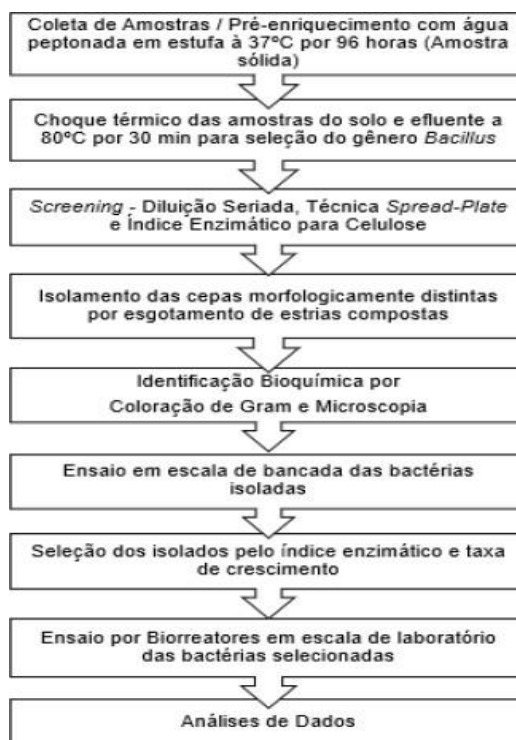 Coleta de Amostras / Pré-enriquecimento com água
peptonada em estufa à 37ºC por 96 horas (Amostra
sólida)
Choque térmico das amostras do solo e efluente a
80ºC por 30 min para seleção do gênero Bacillus
Screening - Diluição Seriada, Técnica Spread-Plate
e Índice Enzimático para Celulose
Isolamento das cepas morfologicamente distintas
por esgotamento de estrias compostas
Identificação Bioquímica por
Coloração de Gram e Microscopia
Ensaio em escala de bancada das bactérias
isoladas
Seleção dos isolados pelo índice enzimático e taxa
de crescimento
Ensaio por Biorreatores em escala de laboratório
das bactérias selecionadas
Análises de Dados